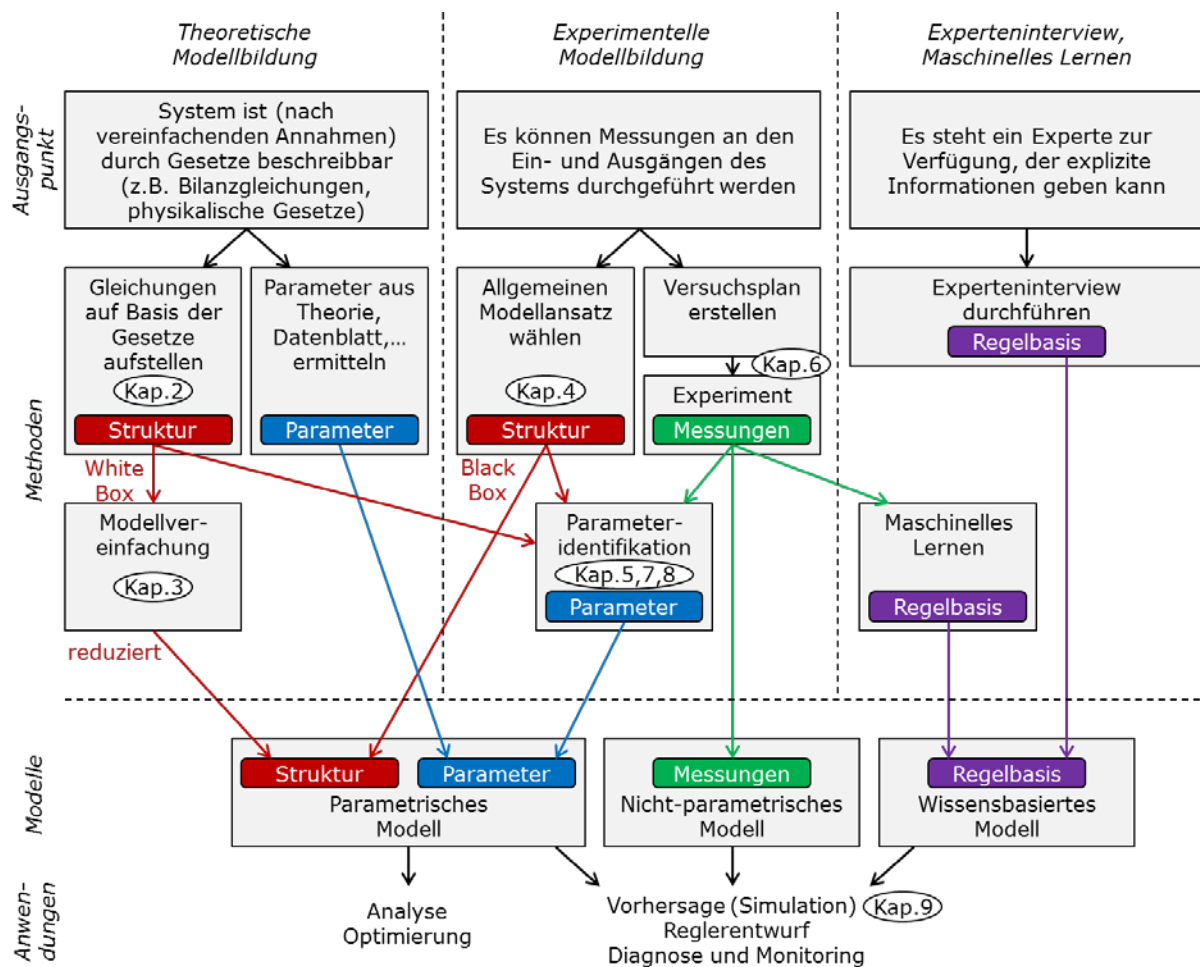 Theoretische
Modellbildung
Experimentelle
Modellbildung
Experteninterview,
Maschinelles Lernen
Ausgangs-
punkt
System ist (nach
vereinfachenden Annahmen)
durch Gesetze beschreibbar
(z.B. Bilanzgleichungen,
physikalische Gesetze)
Es können Messungen an den
Ein- und Ausgängen des
Systems durchgeführt werden
Es steht ein Experte zur
Verfügung, der explizite
Informationen geben kann
Methoden
Gleichungen
auf Basis der
Gesetze
aufstellen
Kap.2
Struktur
Parameter aus
Theorie,
Datenblatt,...
ermitteln
Parameter
Allgemeinen
Modellansatz
wählen
Kap.4
Struktur
Versuchsplan
erstellen
Kap.6
Experiment
Messungen
Experteninterview
durchführen
Regelbasis
White
Box
Black
Box
Modellver-
einfachung
Kap.3
Parameter-
identifikation
Kap.5,7,8
Parameter
Maschinelles
Lernen
Regelbasis
reduziert
Modelle
Struktur
Parameter
Parametrisches
Modell
Messungen
Nicht-parametrisches
Modell
Regelbasis
Wissensbasiertes
Modell
Anwen-
dungen
Analyse
Optimierung
Vorhersage (Simulation)
Kap.9
Reglerentwurf
Diagnose und Monitoring